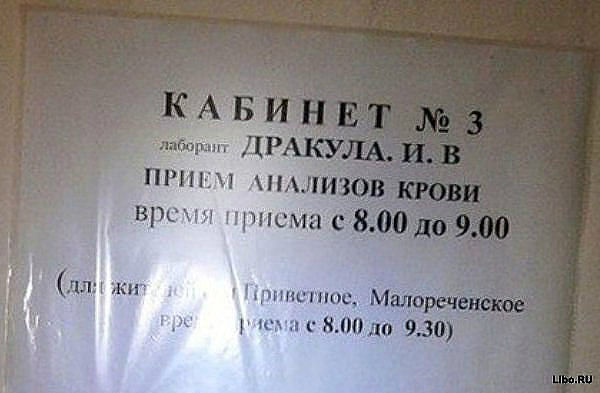 КАБИНЕТ № 3
лаборант ДРАКУЛА. И. В
ПРИЕМ АНАЛИЗОВ КРОВИ
время приема с 8.00 до 9.00
Приветное, Малореченское
с 8.00 до 9.30)
Libo.RU